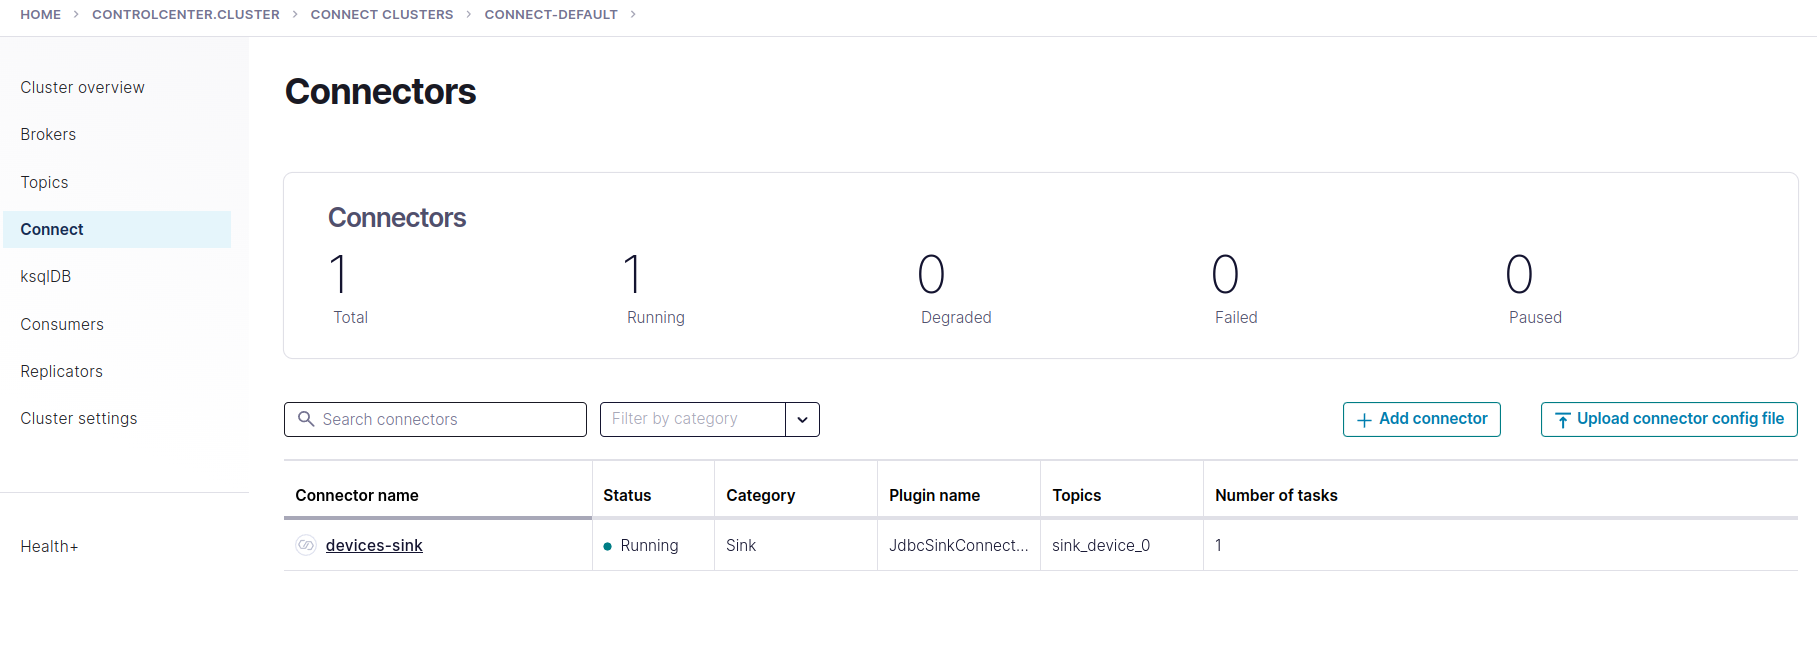 HOME > CONTROLCENTER.CLUSTER > CONNECT CLUSTERS > CONNECT-DEFAULT >
Cluster overview
Brokers
Topics
Connect
ksqlDB
Consumers
Replicators
Cluster settings
Health+
Connectors
Connectors
1 1 0 0 0
Total Running Degraded Failed Paused
Search connectors Filter by category Add connector Upload connector config file
Connector name Status Category Plugin name Topics Number of tasks
devices-sink Running Sink JdbcSinkConnect... sink_device_0 1